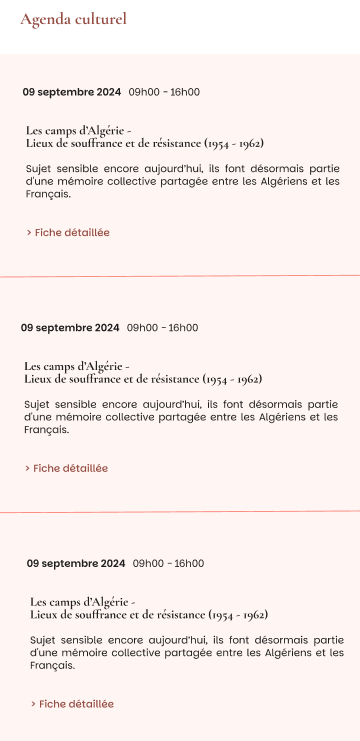 Agenda culturel
09 septembre 2024 09h00 - 16h00
Les camps d'Algérie -
Lieux de souffrance et de résistance (1954 - 1962)
Sujet sensible encore aujourd'hui, ils font désormais partie
d'une mémoire collective partagée entre les Algériens et les
Français.
> Fiche détaillée
09 septembre 2024 09h00 - 16h00
Les camps d'Algérie -
Lieux de souffrance et de résistance (1954 - 1962)
Sujet sensible encore aujourd'hui, ils font désormais partie
d'une mémoire collective partagée entre les Algériens et les
Français.
> Fiche détaillée
09 septembre 2024 09h00 - 16h00
Les camps d'Algérie -
Lieux de souffrance et de résistance (1954 - 1962)
Sujet sensible encore aujourd'hui, ils font désormais partie
d'une mémoire collective partagée entre les Algériens et les
Français.
> Fiche détaillée